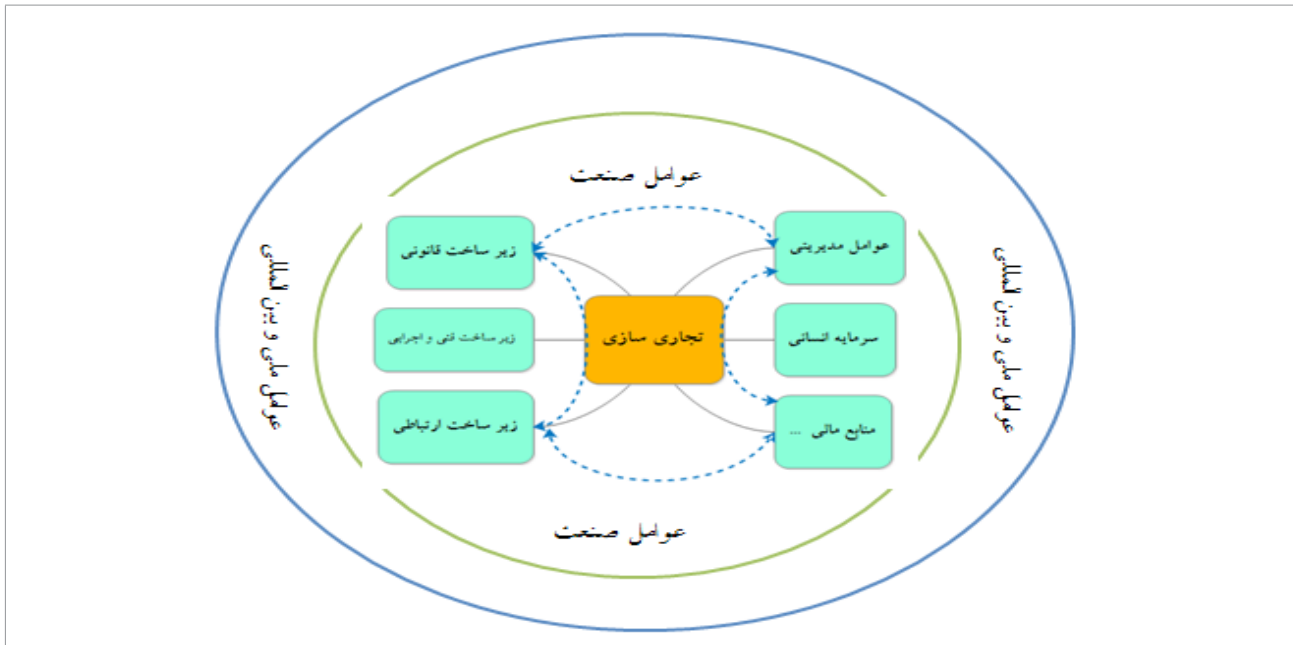 عوامل صنعت
عوامل مدیریتی
زیر ساخت قانونی
عوامل ملی و بین المللی
عوامل ملی و بین المللی
سرمایه انسانی
تجاری سازی
زیر ساخت فنی و اجرایی
منابع مالی ...
زیر ساخت ارتباطی
عوامل صنعت